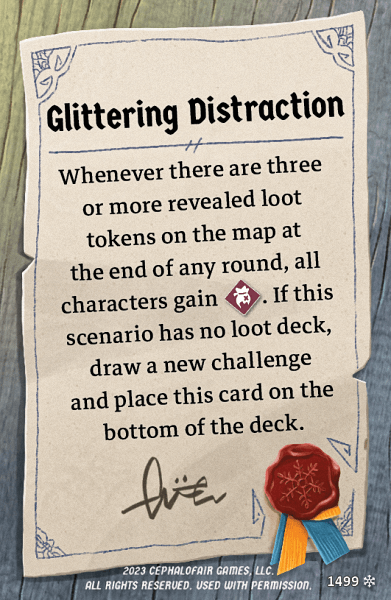 Glittering Distraction
Whenever there are three
or more revealed loot
tokens on the map at
the end of any round, all
characters gain . If this
scenario has no loot deck,
draw a new challenge
and place this card on the
bottom of the deck.
2023 CEPHALOFAIR GAMES, LLC.
ALL RIGHTS RESERVED. USED WITH PERMISSION.
1499